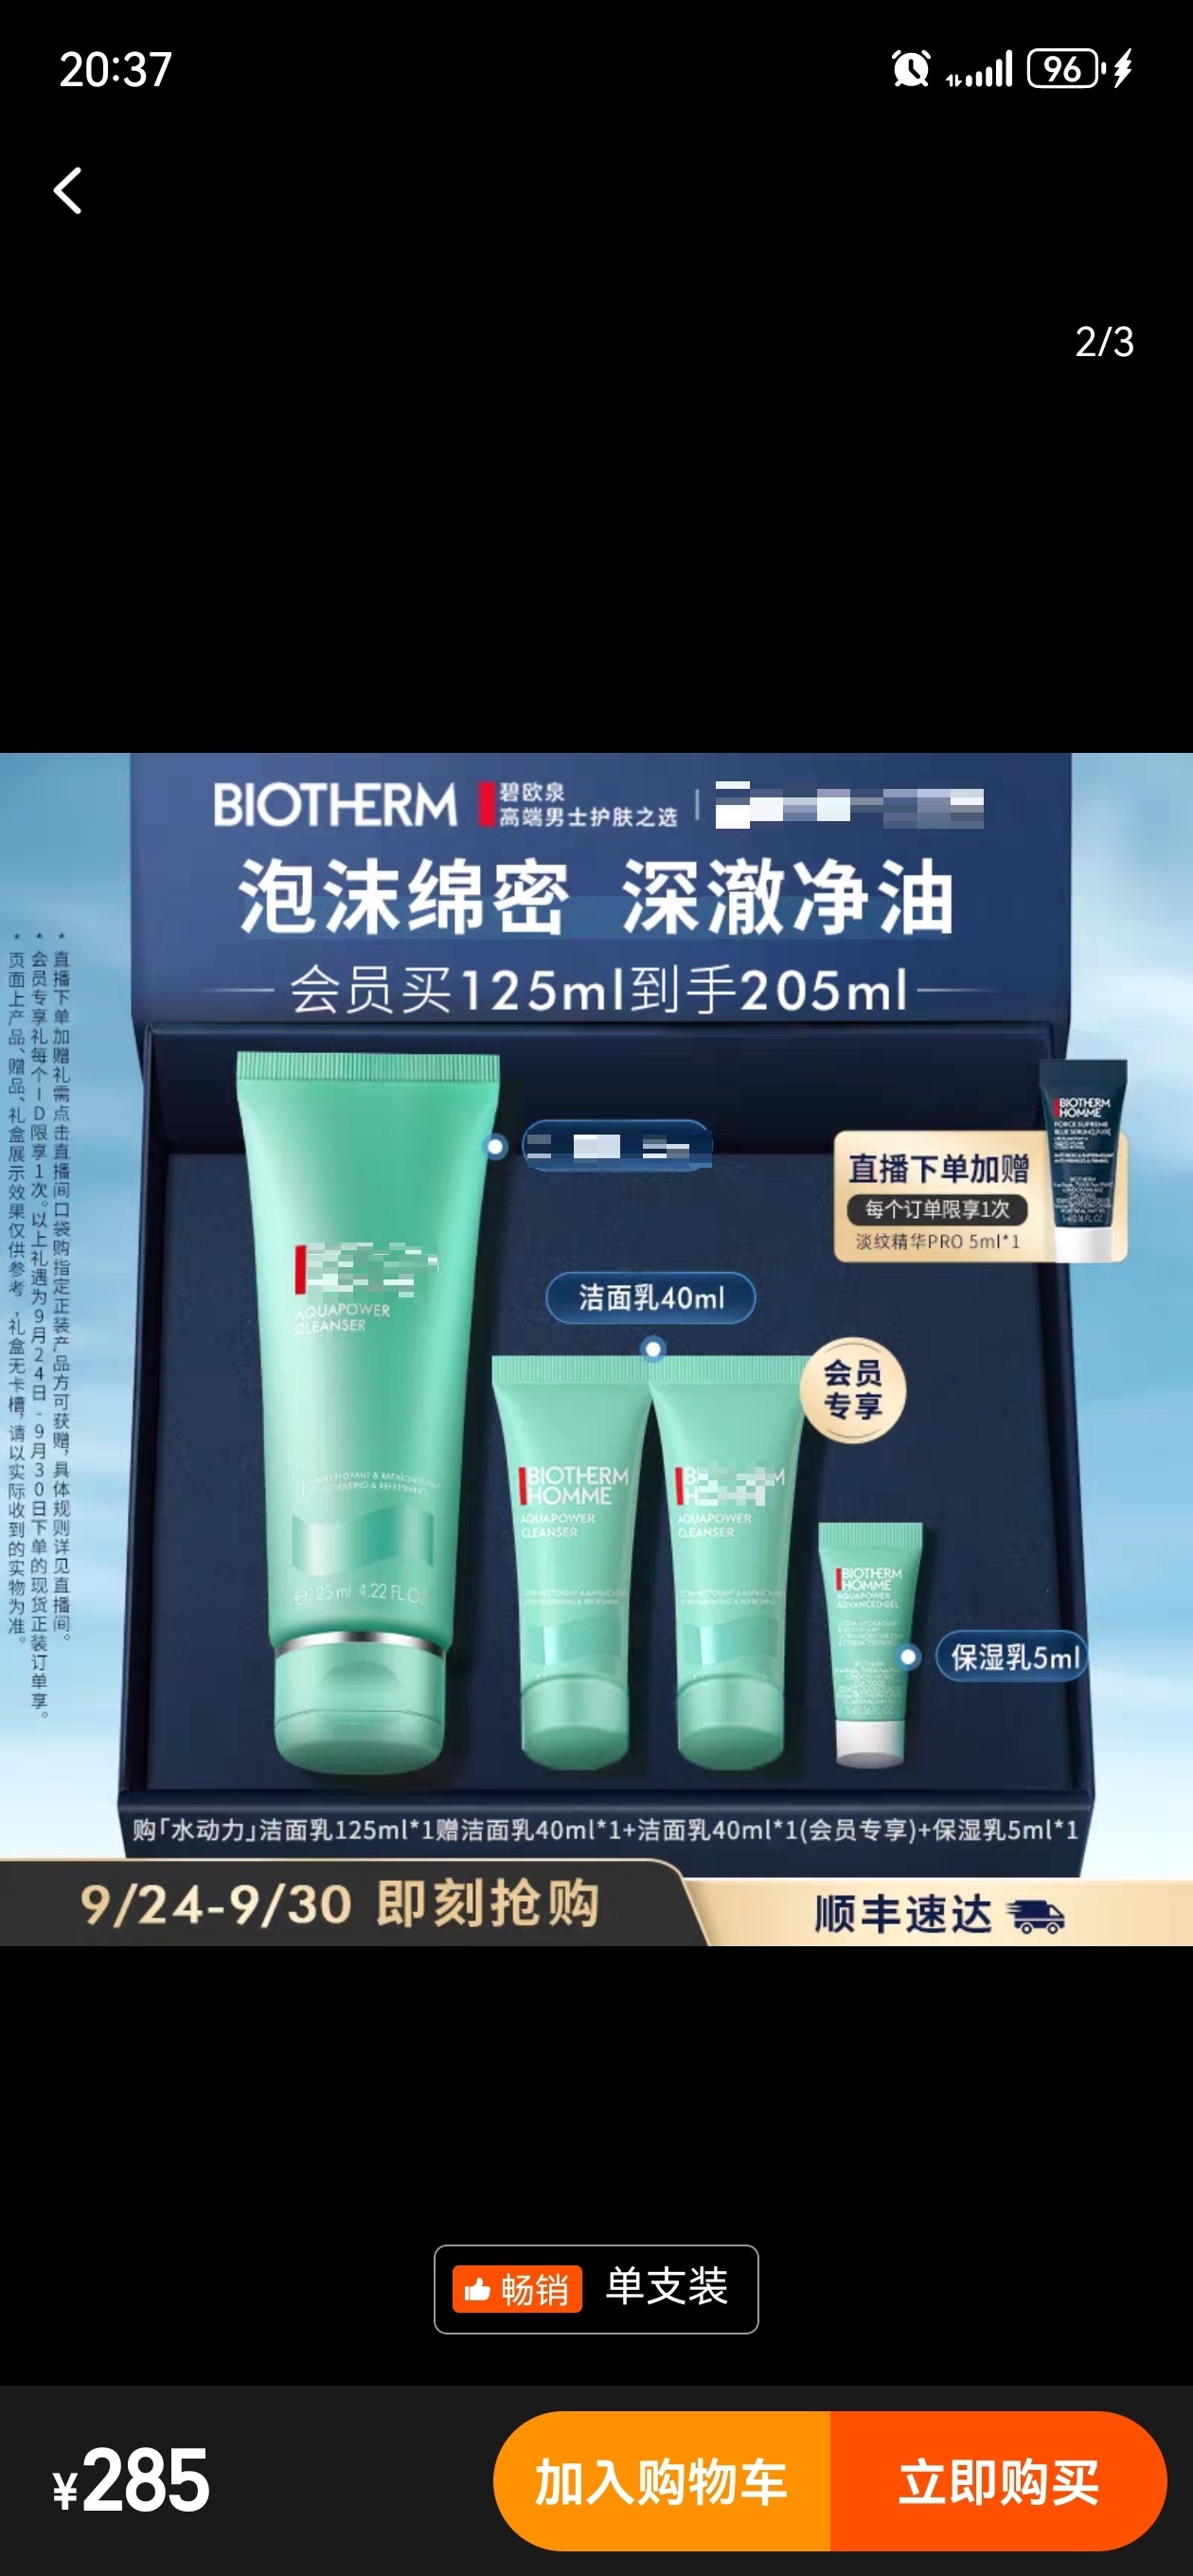 20:37
96
2/3
BIOTHERM
碧欧泉
高端男士护肤之选
泡沫绵密 深澈净油
会员买125ml到手205ml
*直播下单加赠礼需点击直播间口袋购指定正装产品方可获赠,具体规则详见直播间。
*会员专享礼每个ID限享1次。以上礼遇为9月24日-9月30日下单的现货正装订单享。
*页面上产品、赠品、礼盒展示效果仅供参考,礼盒无卡槽,请以实际收到的实物为准。
BIOTHERM
HOMME
FORCE SUPREME
直播下单加赠
每个订单限享1次
淡纹精华PRO 5ml*1
AQUAPOWER
CLEANSER
125 ml 4.22 FL.OZ
洁面乳40ml
会员
专享
BIOTHERM
HOMME
AQUAPOWER
CLEANSER
AQUAPOWER
CLEANSER
BIOTHERM
HOMME
AQUAPOWER
ADVANCED GEL
保湿乳5ml
购「水动力」洁面乳125ml*1赠洁面乳40ml*1+洁面乳40ml*1(会员专享)+保湿乳5ml*1
9/24-9/30 即刻抢购
顺丰速达
畅销 单支装
¥285
加入购物车
立即购买